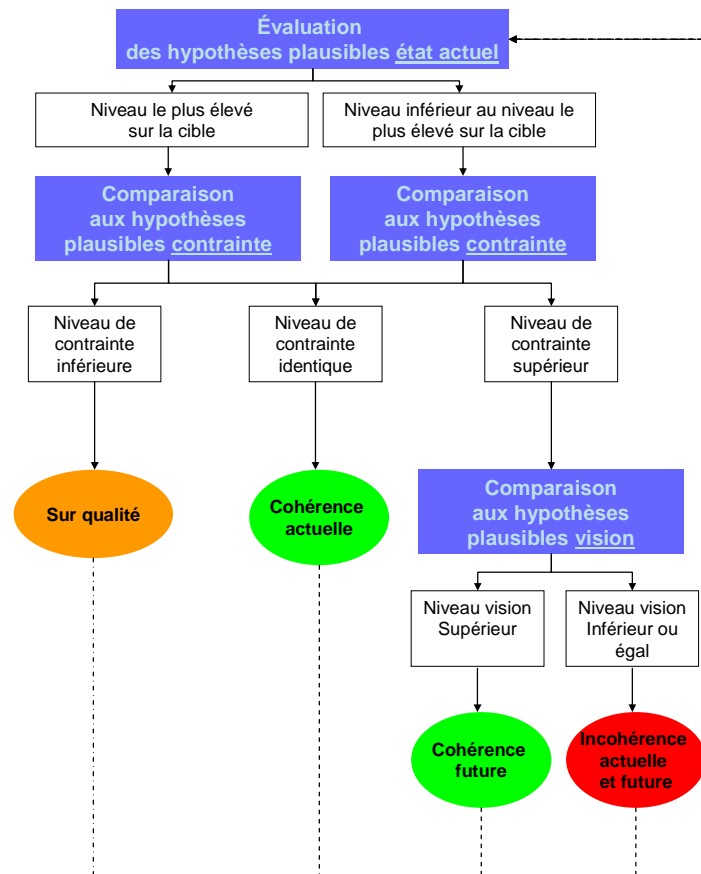 Évaluation
des hypothèses plausibles état actuel
Niveau le plus élevé
sur la cible
Niveau inférieur au niveau le
plus élevé sur la cible
Comparaison
aux hypothèses
plausibles contrainte
Comparaison
aux hypothèses
plausibles contrainte
Niveau de
contrainte
inférieure
Niveau de
contrainte
identique
Niveau de
contrainte
supérieur
Sur qualité
Cohérence
actuelle
Comparaison
aux hypothèses
plausibles vision
Niveau vision
Supérieur
Niveau vision
Inférieur ou
égal
Cohérence
future
Incohérence
actuelle
et future